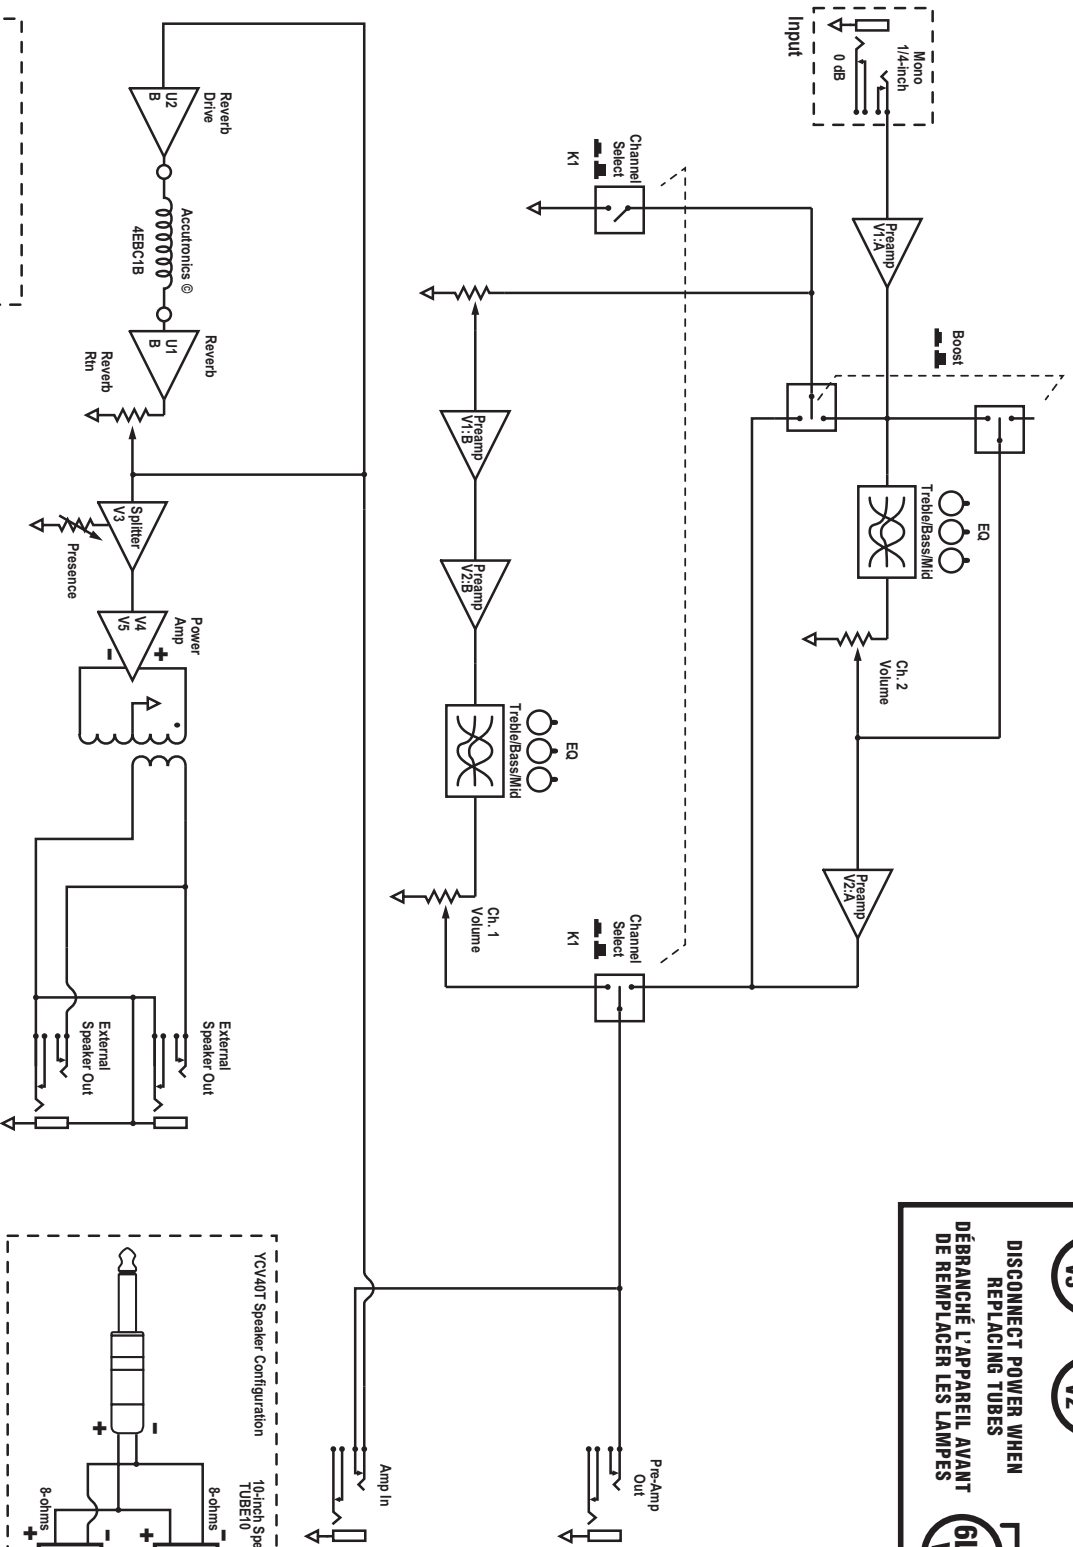 Input
Mono
1/4-inch
0 dB
Preamp
V1:A
Boost
EQ
Treble/Bass/Mid
Ch. 2
Volume
Preamp
V2:A
Channel
Select
K1
Preamp
V1:B
Preamp
V2:B
EQ
Treble/Bass/Mid
Ch. 1
Volume
Channel
Select
K1
Pre-Amp
Out
Amp In
Reverb
Drive
U2
B
Accutronics ©
4EBC1B
Reverb
U1
B
Reverb
Rtn
Splitter
V3
Presence
Power
Amp
V4
V5
+
-
External
Speaker Out
External
Speaker Out
DISCONNECT POWER WHEN
REPLACING TUBES
DÉBRANCHÉ L'APPAREIL AVANT
DE REMPLACER LES LAMPES
YCV40T Speaker Configuration
-
+
10-inch
TUBE10
8-ohms
-
+
8-ohms
-
+